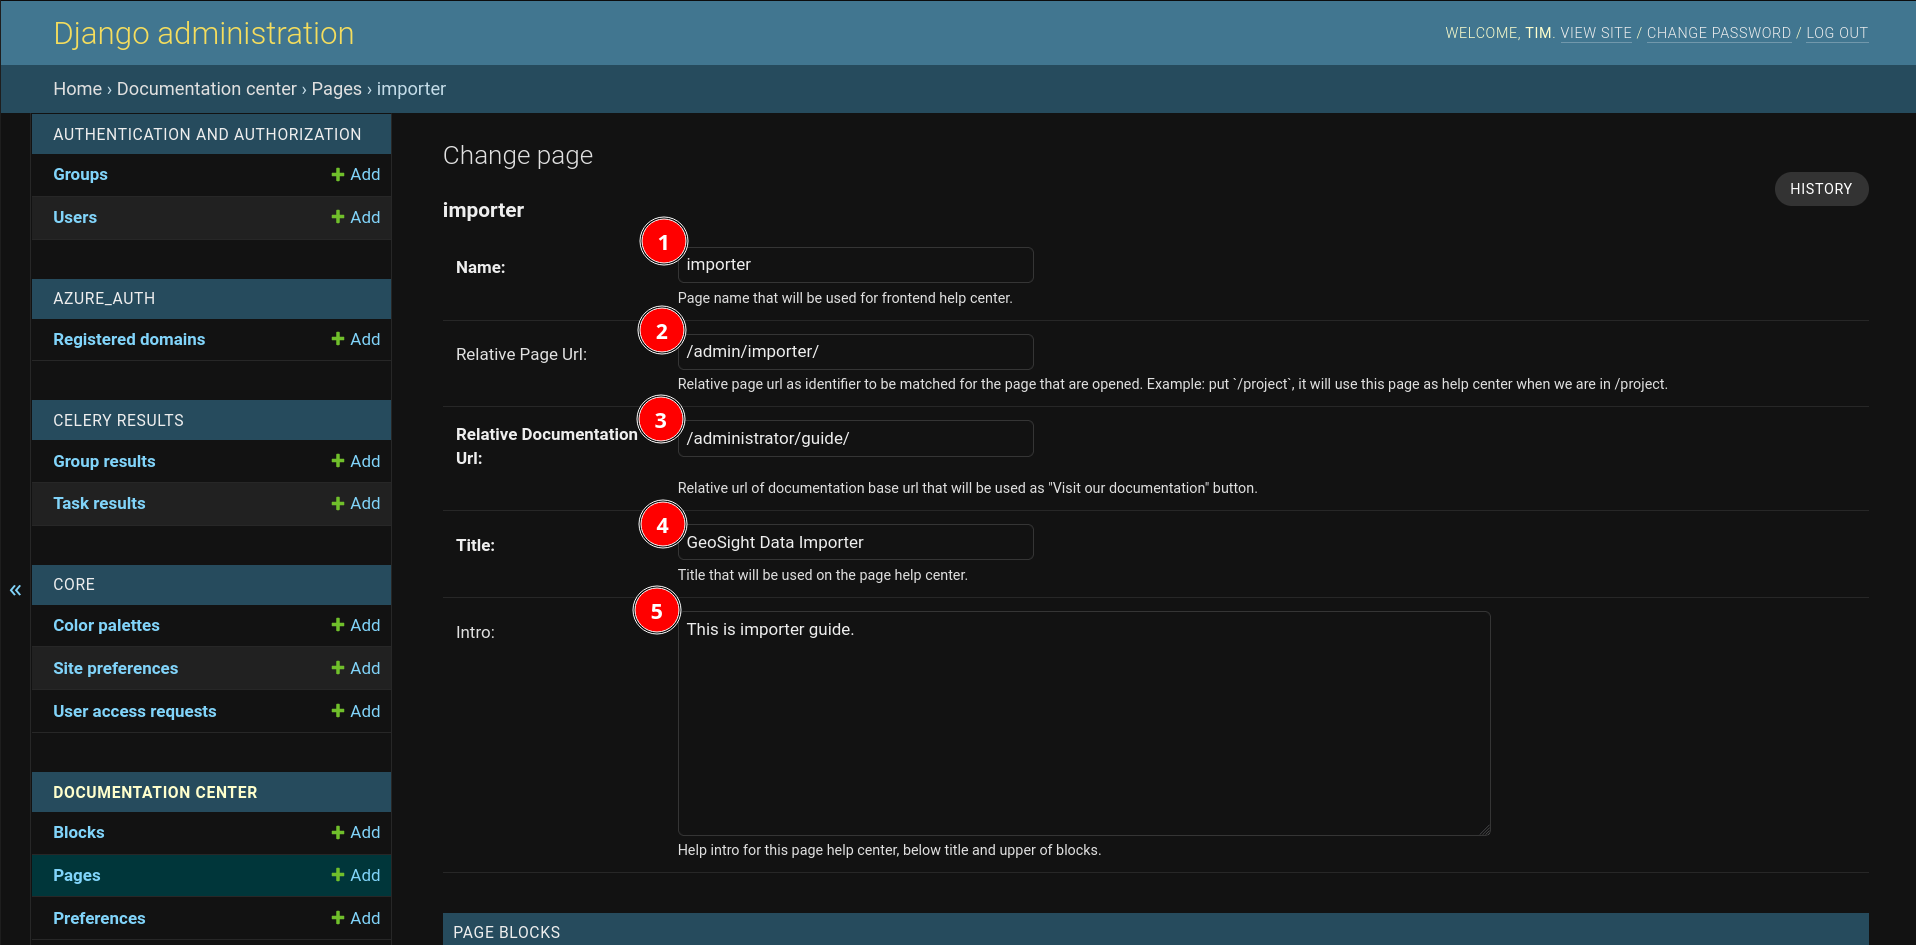 Django administration
WELCOME, TIM. VIEW SITE / CHANGE PASSWORD / LOG OUT
Home › Documentation center › Pages › importer
AUTHENTICATION AND AUTHORIZATION
Groups + Add
Users + Add
AZURE_AUTH
Registered domains + Add
CELERY RESULTS
Group results + Add
Task results + Add
«
CORE
Color palettes + Add
Site preferences + Add
User access requests + Add
DOCUMENTATION CENTER
Blocks + Add
Pages + Add
Preferences + Add
Change page
HISTORY
importer
1
Name: importer
Page name that will be used for frontend help center.
2
Relative Page Url: /admin/importer/
Relative page url as identifier to be matched for the page that are opened. Example: put `/project`, it will use this page as help center when we are in /project.
3
Relative Documentation
Url:
/administrator/guide/
Relative url of documentation base url that will be used as "Visit our documentation" button.
4
Title: GeoSight Data Importer
Title that will be used on the page help center.
5
Intro: This is importer guide.
Help intro for this page help center, below title and upper of blocks.
PAGE BLOCKS